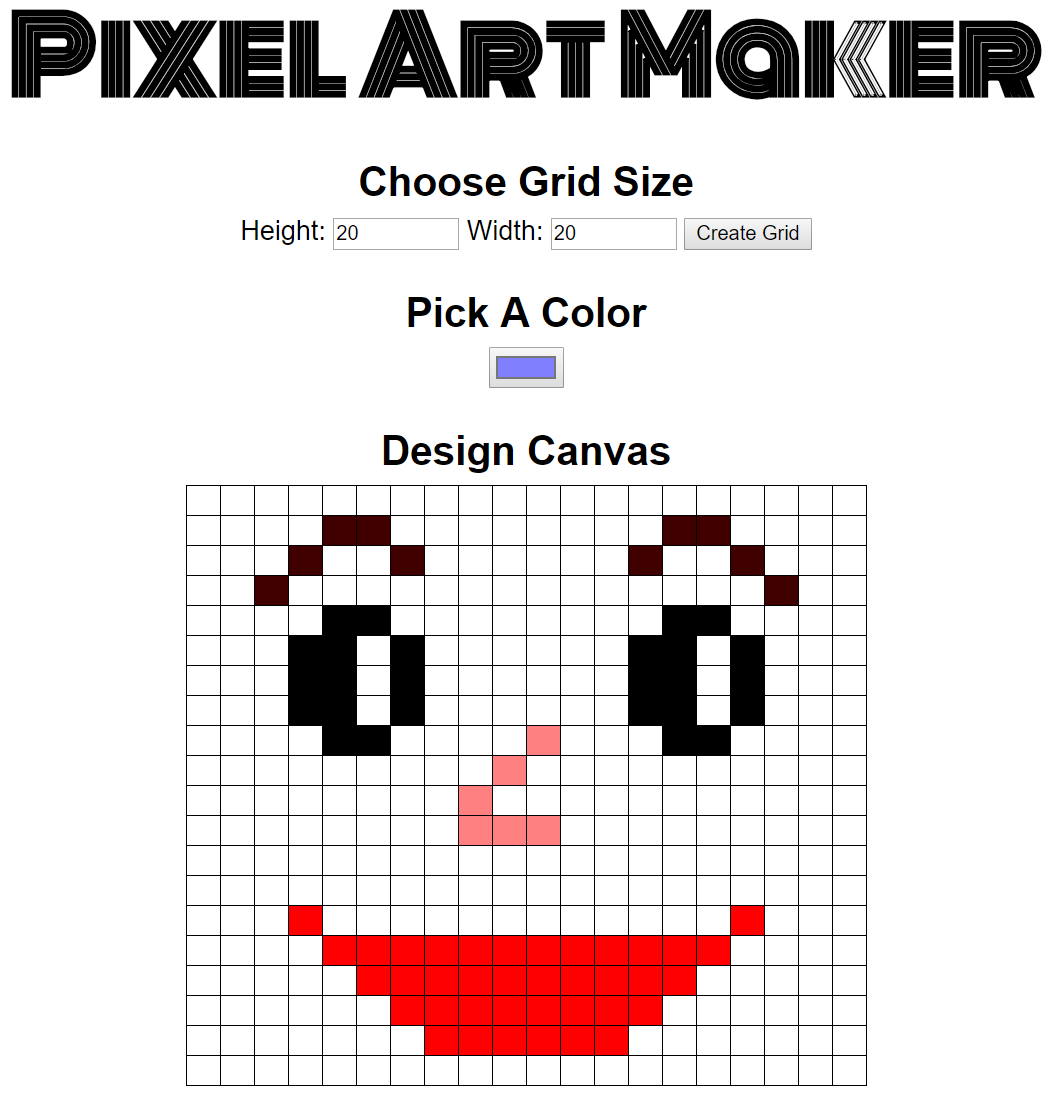 Pixel Art Maker
Choose Grid Size
Height: 20 Width: 20 Create Grid
Pick A Color
Design Canvas